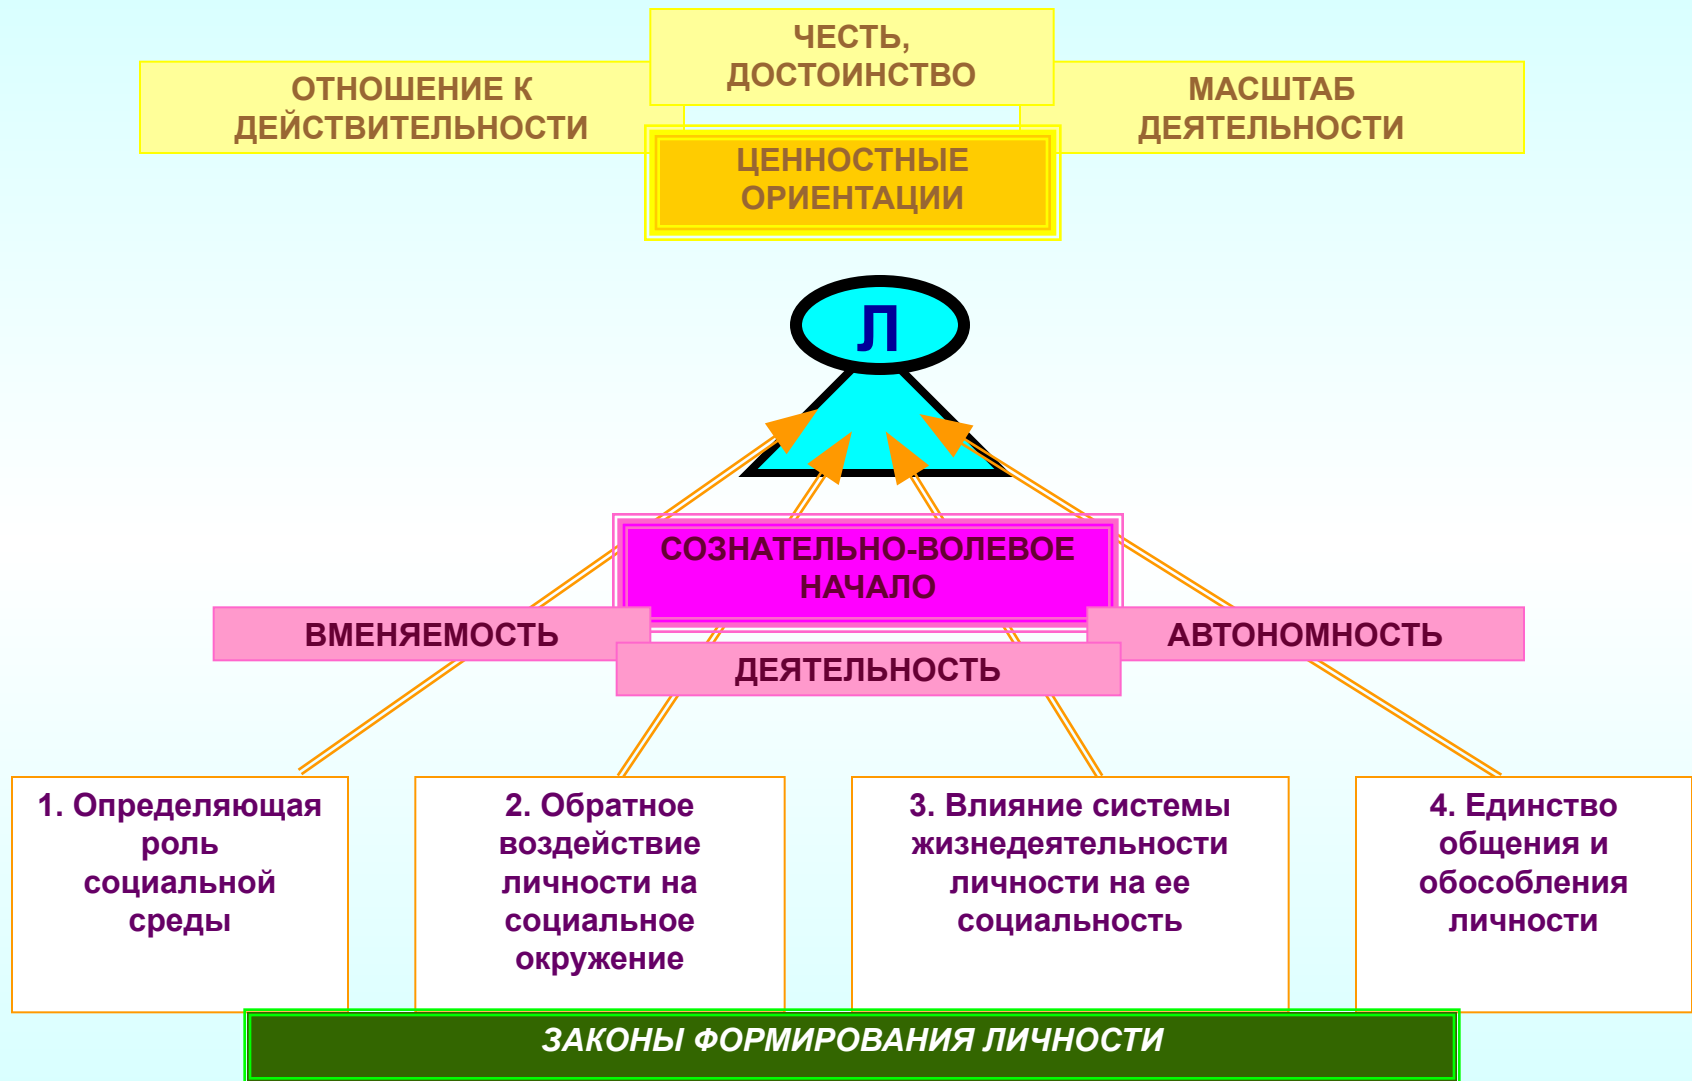 ЧЕСТЬ,
ДОСТОИНСТВО
ОТНОШЕНИЕ К
ДЕЙСТВИТЕЛЬНОСТИ
МАСШТАБ
ДЕЯТЕЛЬНОСТИ
ЦЕННОСТНЫЕ
ОРИЕНТАЦИИ
Л
СОЗНАТЕЛЬНО-ВОЛЕВОЕ
НАЧАЛО
ВМЕНЯЕМОСТЬ
АВТОНОМНОСТЬ
ДЕЯТЕЛЬНОСТЬ
1. Определяющая
роль
социальной
среды
2. Обратное
воздействие
личности на
социальное
окружение
3. Влияние системы
жизнедеятельности
личности на ее
социальность
4. Единство
общения и
обособления
личности
ЗАКОНЫ ФОРМИРОВАНИЯ ЛИЧНОСТИ